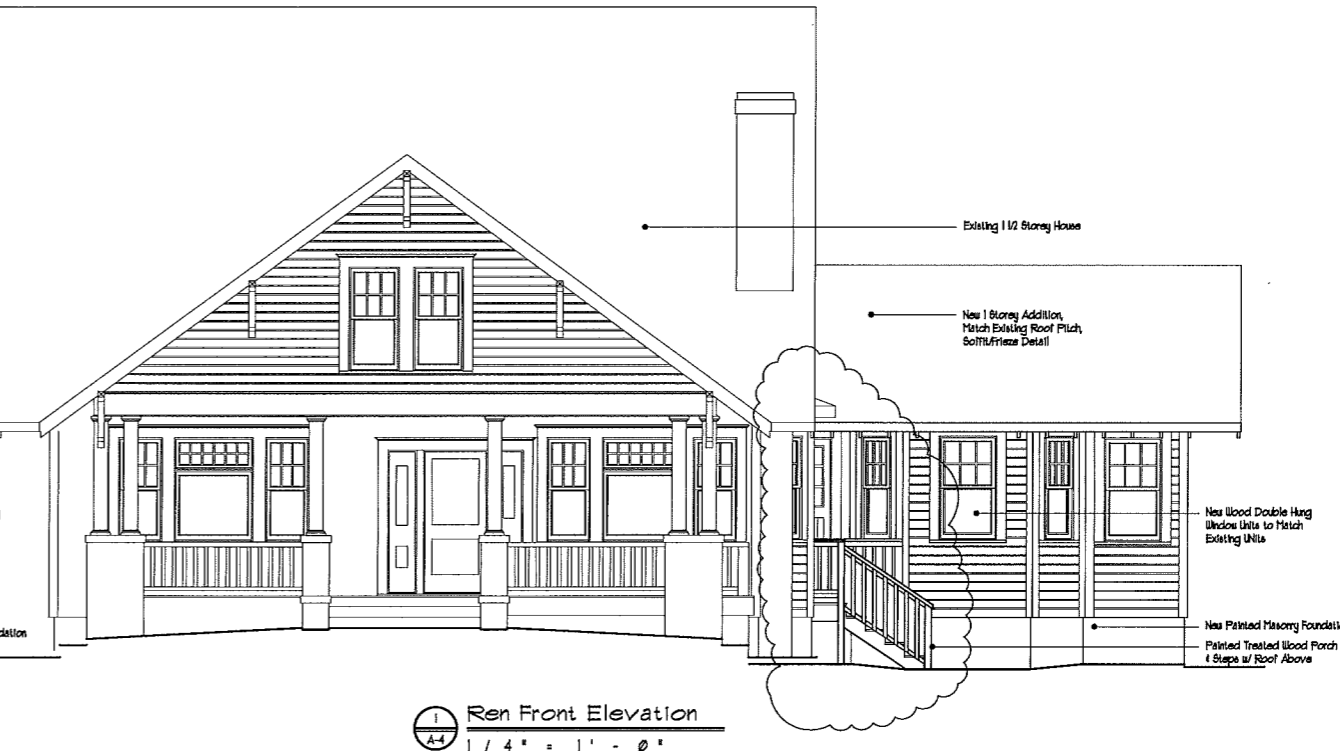 Existing 1 1/2 Storey House
New 1 Storey Addition,
Match Existing Roof Pitch,
Soffit/Frieze Detail
New Wood Double Hung
Window Units to Match
Existing Units
dation
New Painted Masonry Foundati
Painted Treated Wood Porch
& Steps w/ Roof Above
1
A-4
Ren Front Elevation
1/4" = 1'-0"